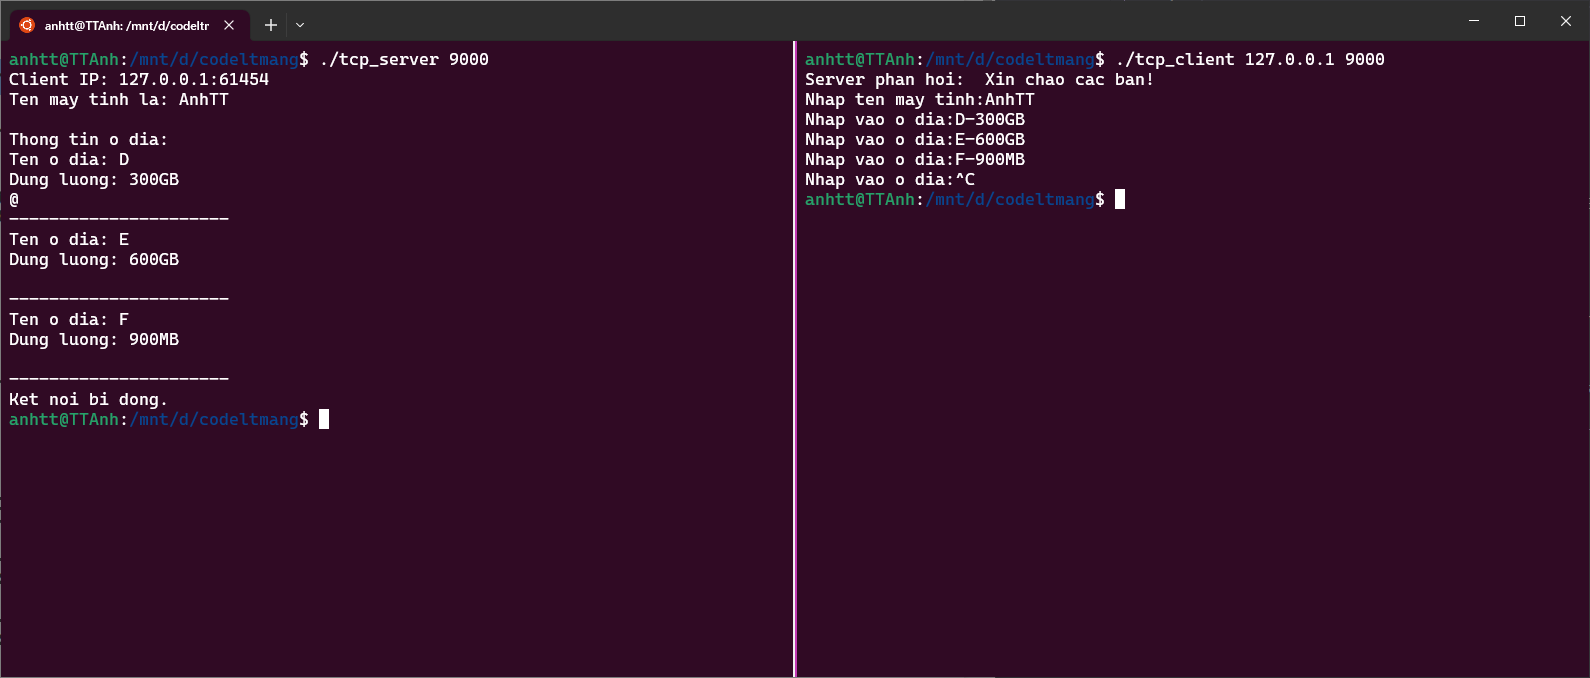 anhtt@TTAnh: /mnt/d/codeltr
anhtt@TTAnh:/mnt/d/codeltmang$ ./tcp_server 9000
Client IP: 127.0.0.1:61454
Ten may tinh la: AnhTT
Thong tin o dia:
Ten o dia: D
Dung luong: 300GB
@
----------------------
Ten o dia: E
Dung luong: 600GB
----------------------
Ten o dia: F
Dung luong: 900MB
----------------------
Ket noi bi dong.
anhtt@TTAnh:/mnt/d/codeltmang$
anhtt@TTAnh:/mnt/d/codeltmang$ ./tcp_client 127.0.0.1 9000
Server phan hoi:  Xin chao cac ban!
Nhap ten may tinh:AnhTT
Nhap vao o dia:D-300GB
Nhap vao o dia:E-600GB
Nhap vao o dia:F-900MB
Nhap vao o dia:^C
anhtt@TTAnh:/mnt/d/codeltmang$